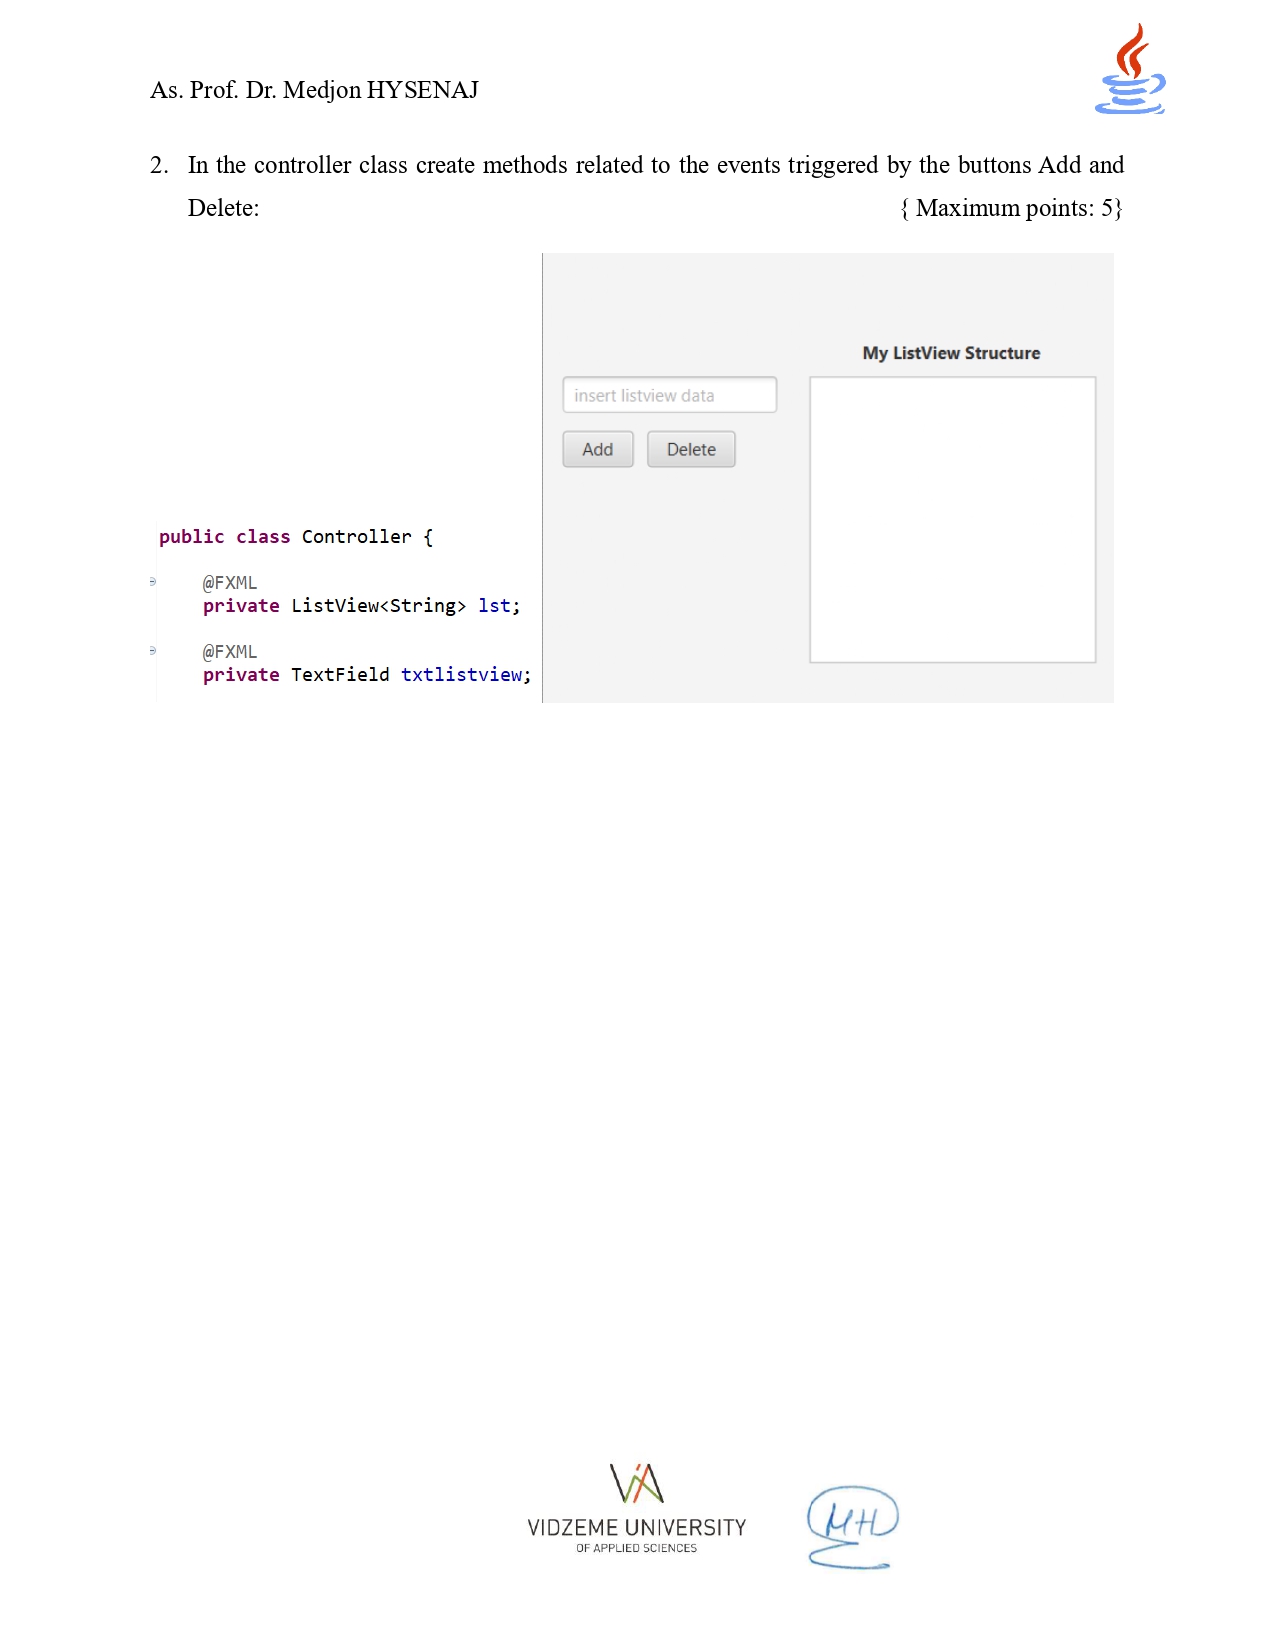 As. Prof. Dr. Medjon HYSENAJ
2. In the controller class create methods related to the events triggered by the buttons Add and
Delete: { Maximum points: 5}
My ListView Structure
insert listview data
Add Delete
public class Controller {
@FXML
private ListView<String> lst;
@FXML
private TextField txtlistview;
VIDZEME UNIVERSITY
OF APPLIED SCIENCES
MH